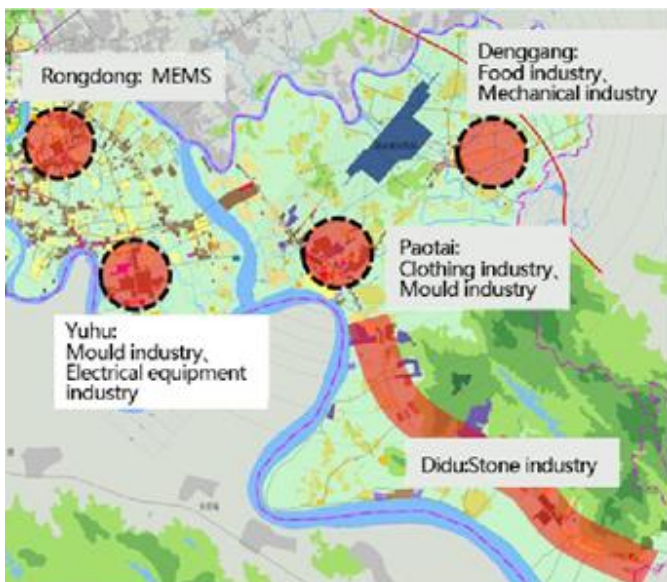 Rongdong: MEMS
Denggang:
Food industry、
Mechanical industry
Paotai:
Clothing industry、
Mould industry
Yuhu:
Mould industry、
Electrical equipment
industry
Didu:Stone industry